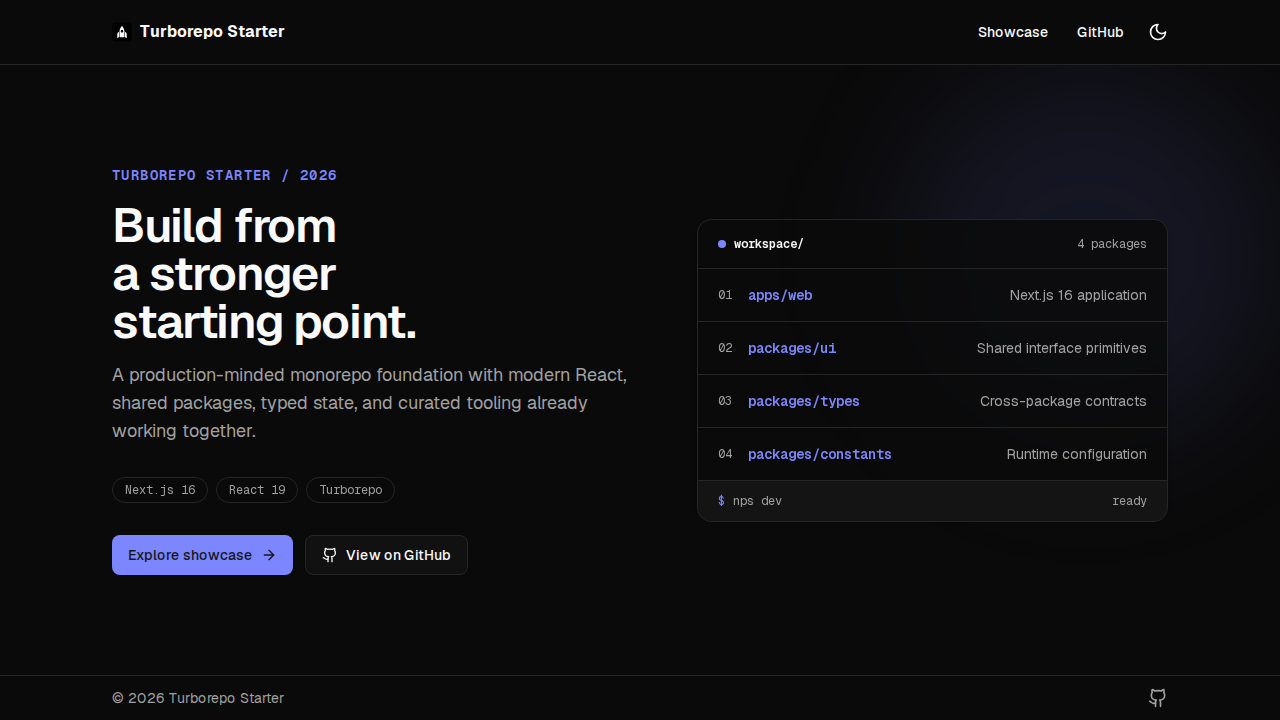 Turborepo Starter
Showcase
GitHub
TURBOREPO STARTER / 2026
Build from
a stronger
starting point.
A production-minded monorepo foundation with modern React,
shared packages, typed state, and curated tooling already
working together.
Next.js 16
React 19
Turborepo
Explore showcase
View on GitHub
workspace/
4 packages
01 apps/web Next.js 16 application
02 packages/ui Shared interface primitives
03 packages/types Cross-package contracts
04 packages/constants Runtime configuration
$ nps dev
ready
© 2026 Turborepo Starter